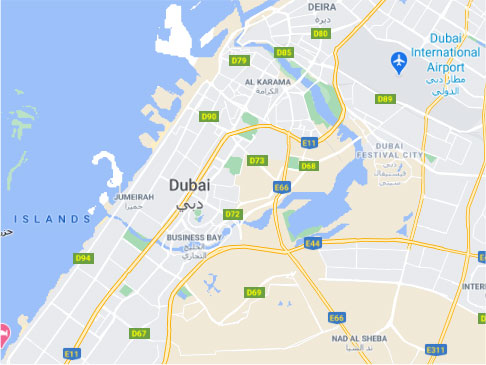 DEIRA
ديرة
D80
Dubai
International
Airport
مطار دبي
الدولي
D85
D79
AL KARAMA
الكرامة
D89
D90
E11
DUBAI
FESTIVAL CITY
دبي
فيستيفال
سيتي
D73
D68
E66
Dubai
دبي
JUMEIRAH
جميرا
D72
ISLANDS
BUSINESS BAY
الخليج
التجاري
E44
D94
D69
E66
D67
NAD AL SHEBA
ند الشبا
INTER
E11
E311